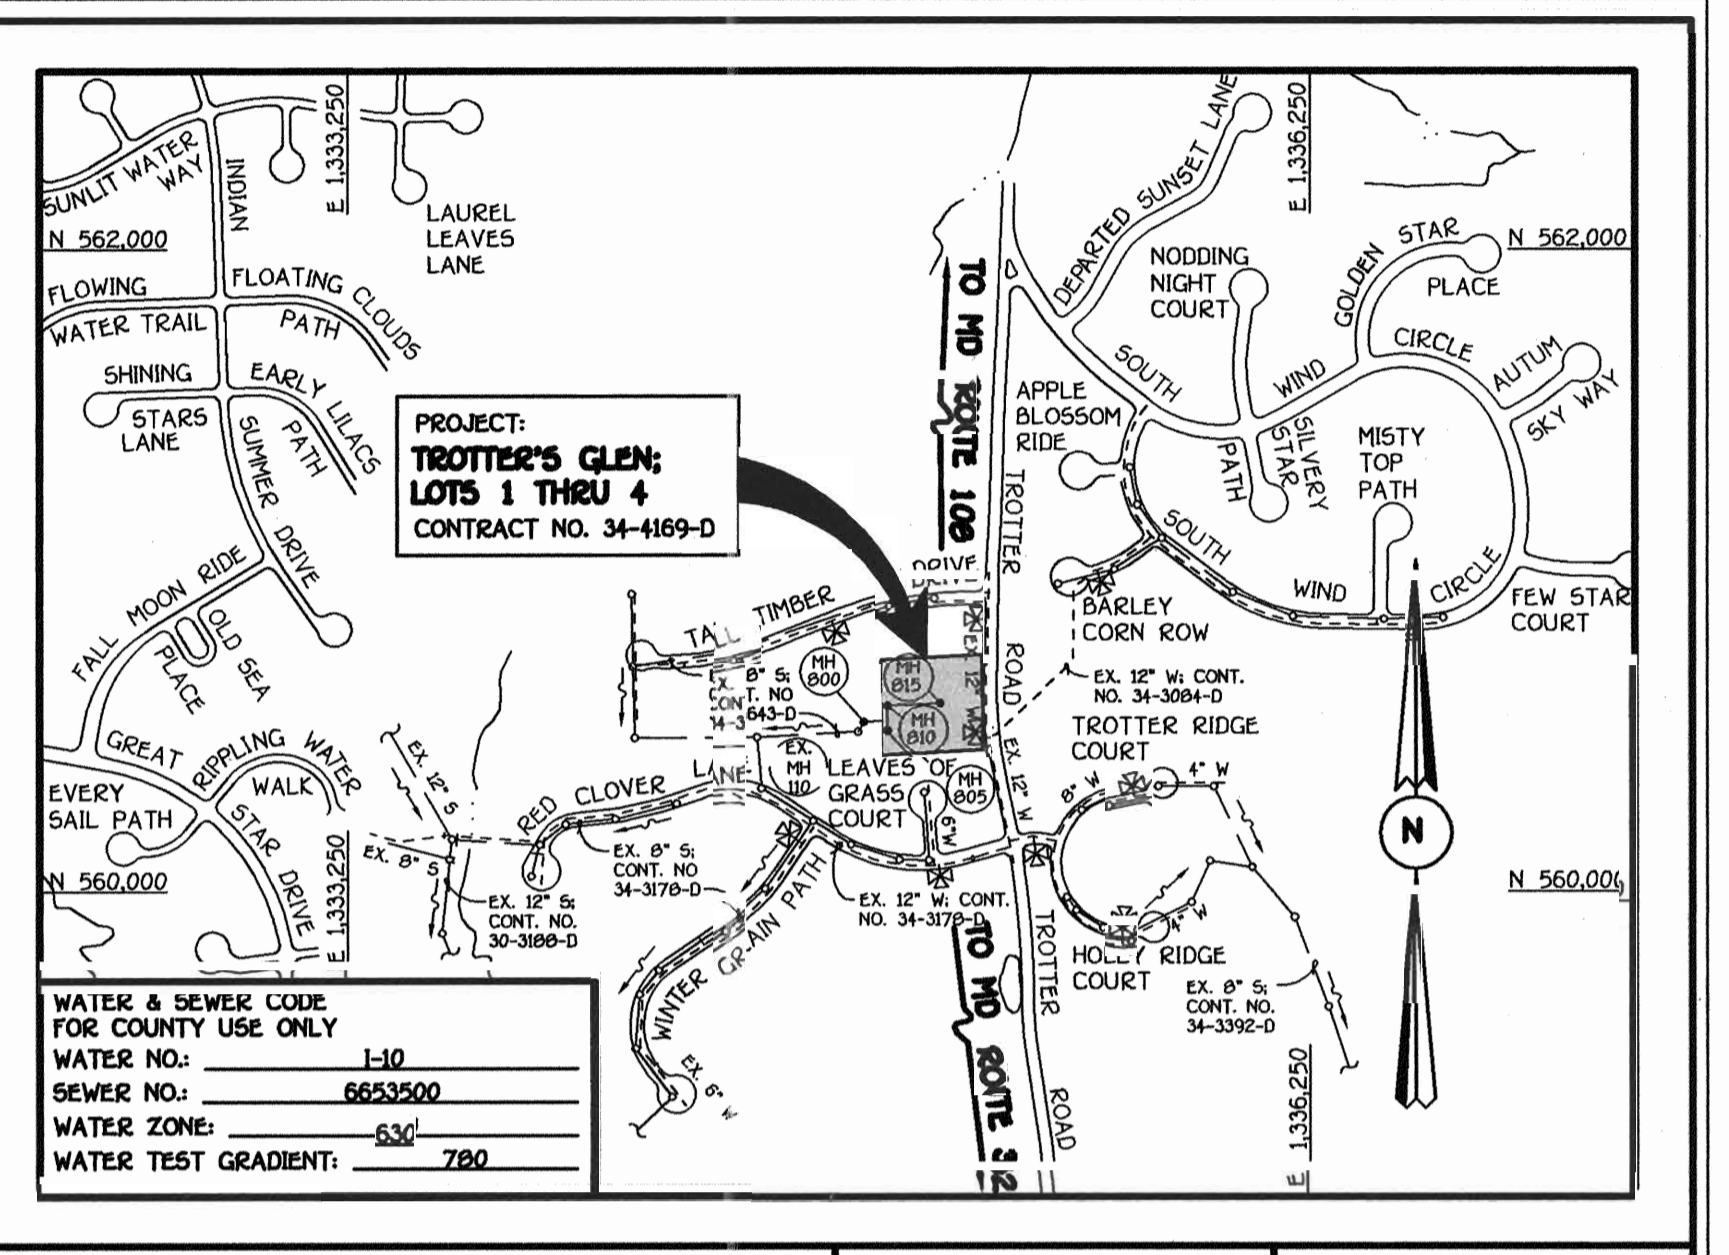 SUNLIT WATER
WAY
INDIAN
E 1,333,250
LAUREL
LEAVES
LANE
N 562,000
FLOWING
WATER TRAIL
FLOATING CLOUDS
PATH
SHINING
STARS
LANE
EARLY LILACS
PATH
SUMMER DRIVE
FALL MOON RIDE
OLD SEA
PLACE
GREAT
STAR DRIVE
RIPPLING WATER
WALK
EVERY
SAIL PATH
N 560,000
E 1,333,250
PROJECT:
TROTTER'S GLEN;
LOTS 1 THRU 4
CONTRACT NO. 34-4169-D
TO MD ROUTE 108
DEPARTED SUNSET LANE
E 1,336,250
NODDING
NIGHT
COURT
GOLDEN STAR
PLACE
N 562,000
SOUTH
WIND
CIRCLE
AUTUM
SKY WAY
APPLE
BLOSSOM
RIDE
SILVERY
STAR
PATH
MISTY
TOP
PATH
SOUTH
WIND
CIRCLE
FEW STAR
COURT
BARLEY
CORN ROW
TROTTER
ROAD
TALL TIMBER
DRIVE
MH
800
MH
815
MH
810
EX. 12" W
EX. 8" S;
643-D
EX.
MH
110
MH
805
LEAVES OF
GRASS
COURT
6"W
EX. 12" W
EX. 12" W; CONT.
NO. 34-3084-D
TROTTER RIDGE
COURT
8" W
4" W
RED
CLOVER
LANE
EX. 12" S
EX. 8" S
EX. 12" S;
CONT. NO.
30-3188-D
EX. 8" S;
CONT. NO
34-3178-D
EX. 12" W; CONT.
NO. 34-3178-D
WINTER GRAIN PATH
EX. 6" W
4" W
HOLLY RIDGE
COURT
EX. 8" S;
CONT. NO.
34-3392-D
TROTTER
ROAD
TO MD ROUTE 32
N
N 560,000
E 1,336,250
WATER & SEWER CODE
FOR COUNTY USE ONLY
WATER NO.: I-10
SEWER NO.: 6653500
WATER ZONE: 630
WATER TEST GRADIENT: 780